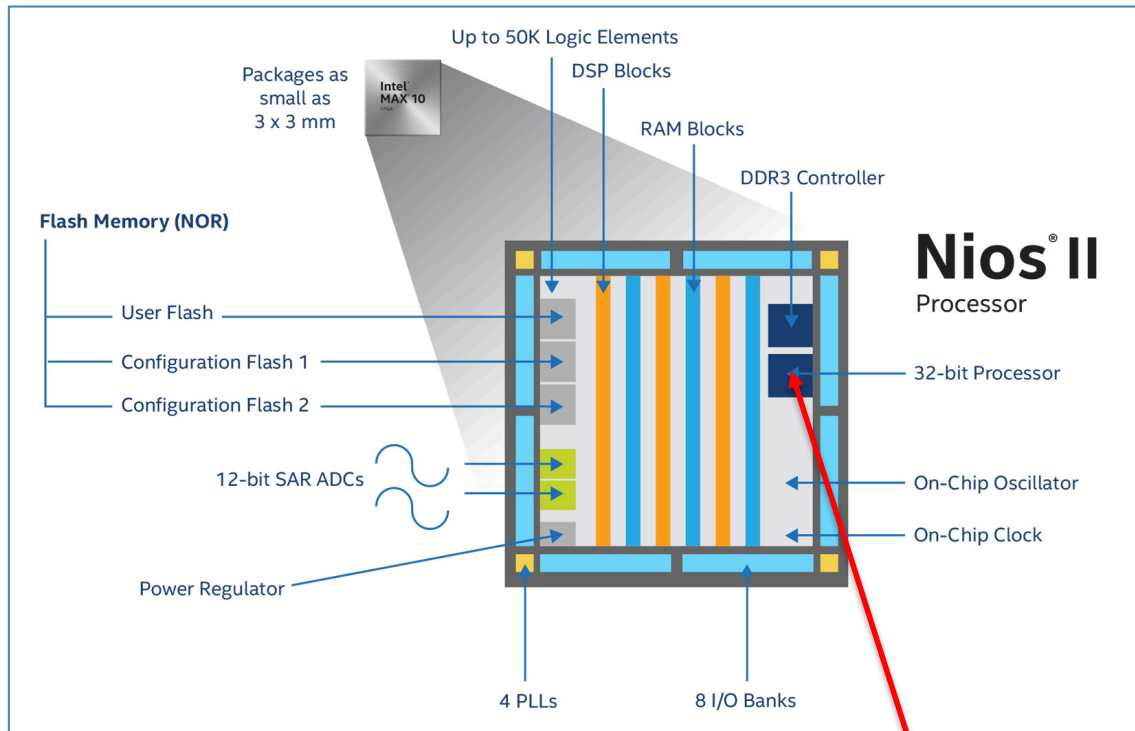 Up to 50K Logic Elements
Packages as
small as
3 x 3 mm
Intel®
MAX® 10
FPGA
DSP Blocks
RAM Blocks
DDR3 Controller
Flash Memory (NOR)
Nios® II
Processor
User Flash
Configuration Flash 1
32-bit Processor
Configuration Flash 2
12-bit SAR ADCs
On-Chip Oscillator
On-Chip Clock
Power Regulator
4 PLLs
8 I/O Banks